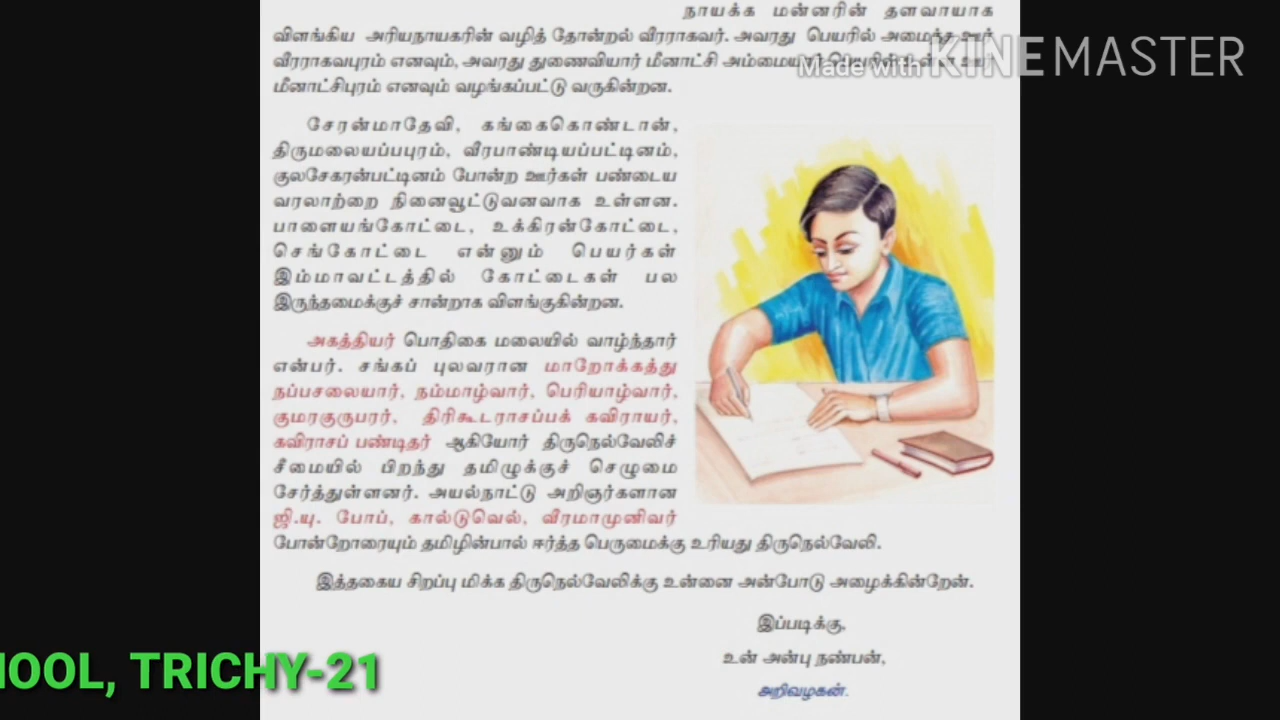 நாயக்க மன்னரின் தளவாயாக
விளங்கிய அரியநாயகரின் வழித் தோன்றல் வீரராகவர். அவரது பெயரில் அமைந்த ஊர்
வீரராகவபுரம் எனவும், அவரது துணைவியார் மீனாட்சி அம்மையார் பெயரில் உள்ள ஊர்
Made with KINEMASTER
மீனாட்சிபுரம் எனவும் வழங்கப்பட்டு வருகின்றன.
சேரன்மாதேவி, கங்கைகொண்டான்,
திருமலையப்பபுரம், வீரபாண்டியப்பட்டினம்,
குலசேகரன்பட்டினம் போன்ற ஊர்கள் பண்டைய
வரலாற்றை நினைவூட்டுவனவாக உள்ளன.
பாளையங்கோட்டை, உக்கிரன்கோட்டை,
செங்கோட்டை என்னும் பெயர்கள்
இம்மாவட்டத்தில் கோட்டைகள் பல
இருந்தமைக்குச் சான்றாக விளங்குகின்றன.
அகத்தியர் பொதிகை மலையில் வாழ்ந்தார்
என்பர். சங்கப் புலவரான மாறோக்கத்து
நப்பசலையார், நம்மாழ்வார், பெரியாழ்வார்,
குமரகுருபரர், திரிகூடராசப்பக் கவிராயர்,
கவிராசப் பண்டிதர் ஆகியோர் திருநெல்வேலிச்
சீமையில் பிறந்து தமிழுக்குச் செழுமை
சேர்த்துள்ளனர். அயல்நாட்டு அறிஞர்களான
ஜி.யு. போப், கால்டுவெல், வீரமாமுனிவர்
போன்றோரையும் தமிழின்பால் ஈர்த்த பெருமைக்கு உரியது திருநெல்வேலி.
இத்தகைய சிறப்பு மிக்க திருநெல்வேலிக்கு உன்னை அன்போடு அழைக்கின்றேன்.
இப்படிக்கு,
உன் அன்பு நண்பன்,
அறிவழகன்.
HOOL, TRICHY-21